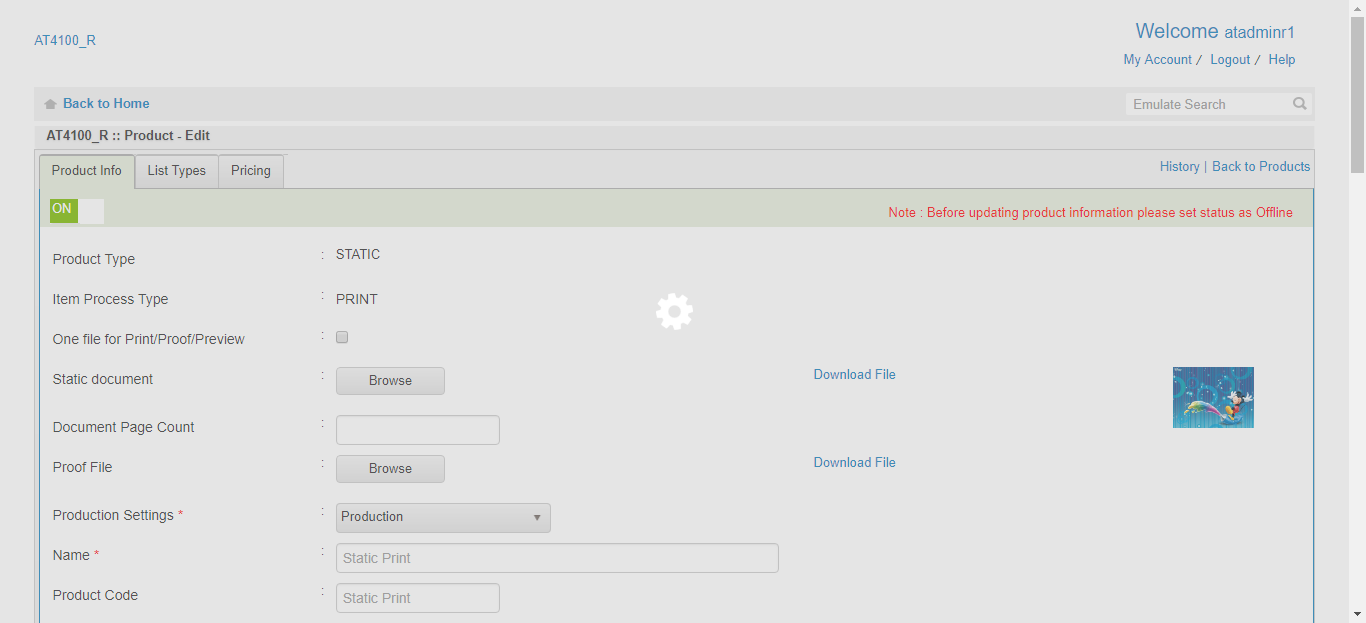 AT4100_R
Welcome atadminr1
My Account / Logout / Help
Back to Home
Emulate Search
AT4100_R :: Product - Edit
Product Info List Types Pricing
History | Back to Products
ON
Note : Before updating product information please set status as Offline
Product Type : STATIC
Item Process Type : PRINT
One file for Print/Proof/Preview :
Static document : Browse Download File
Document Page Count :
Proof File : Browse Download File
Production Settings * : Production
Name * : Static Print
Product Code : Static Print